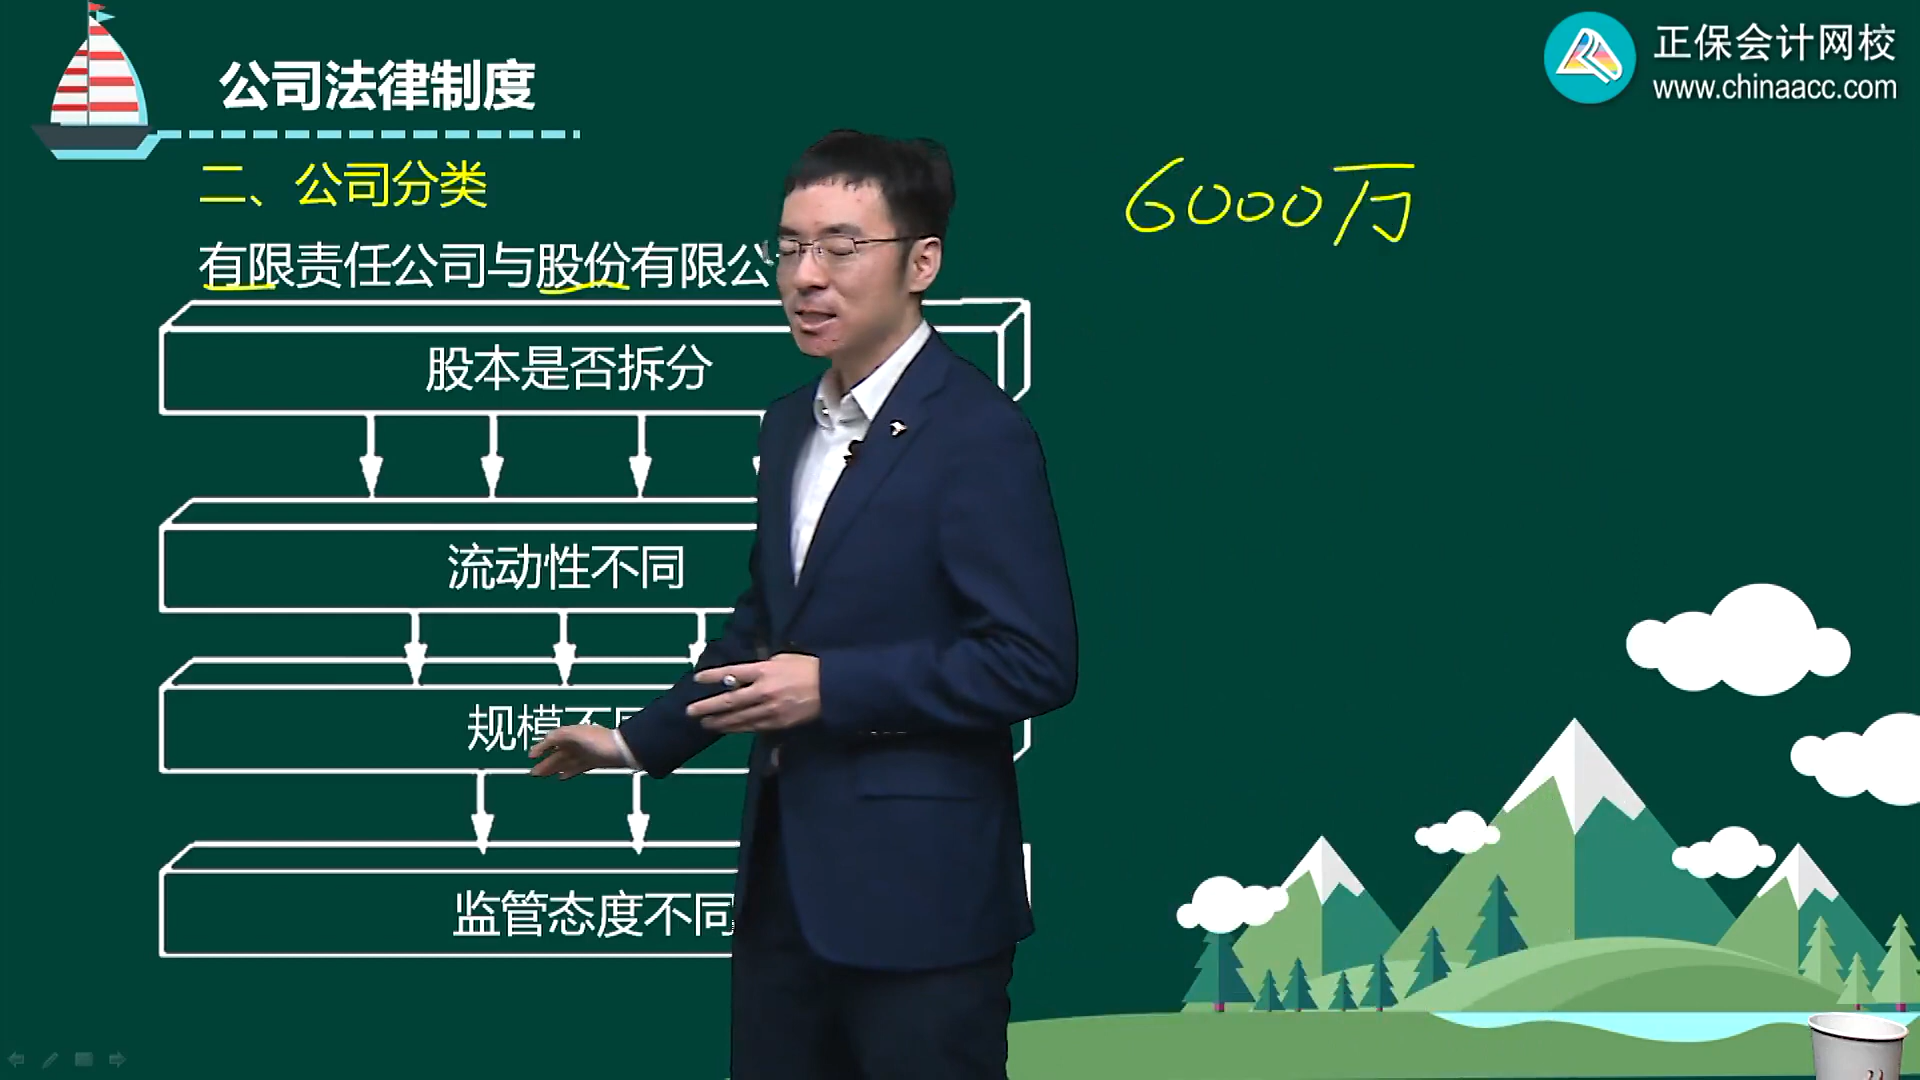 公司法律制度
正保会计网校
www.chinaacc.com
二、公司分类
6000万
有限责任公司与股份有限公
股本是否拆分
流动性不同
规模不同
监管态度不同